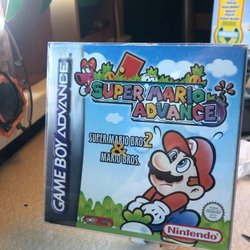 SUPER MARIO
ADVANCE
SUPER MARIO BROS. 2
&
MARIO BROS.
GAME BOY ADVANCE
Nintendo